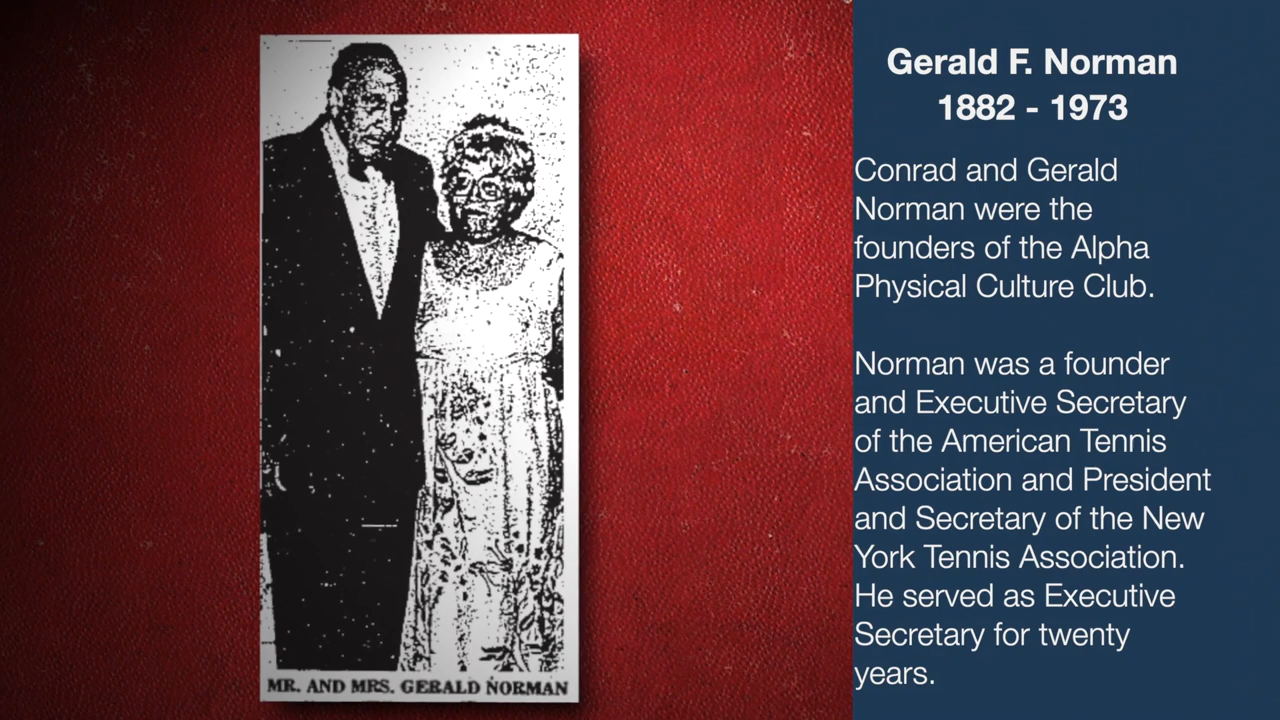 MR. AND MRS. GERALD NORMAN
Gerald F. Norman
1882 - 1973
Conrad and Gerald
Norman were the
founders of the Alpha
Physical Culture Club.
Norman was a founder
and Executive Secretary
of the American Tennis
Association and President
and Secretary of the New
York Tennis Association.
He served as Executive
Secretary for twenty
years.